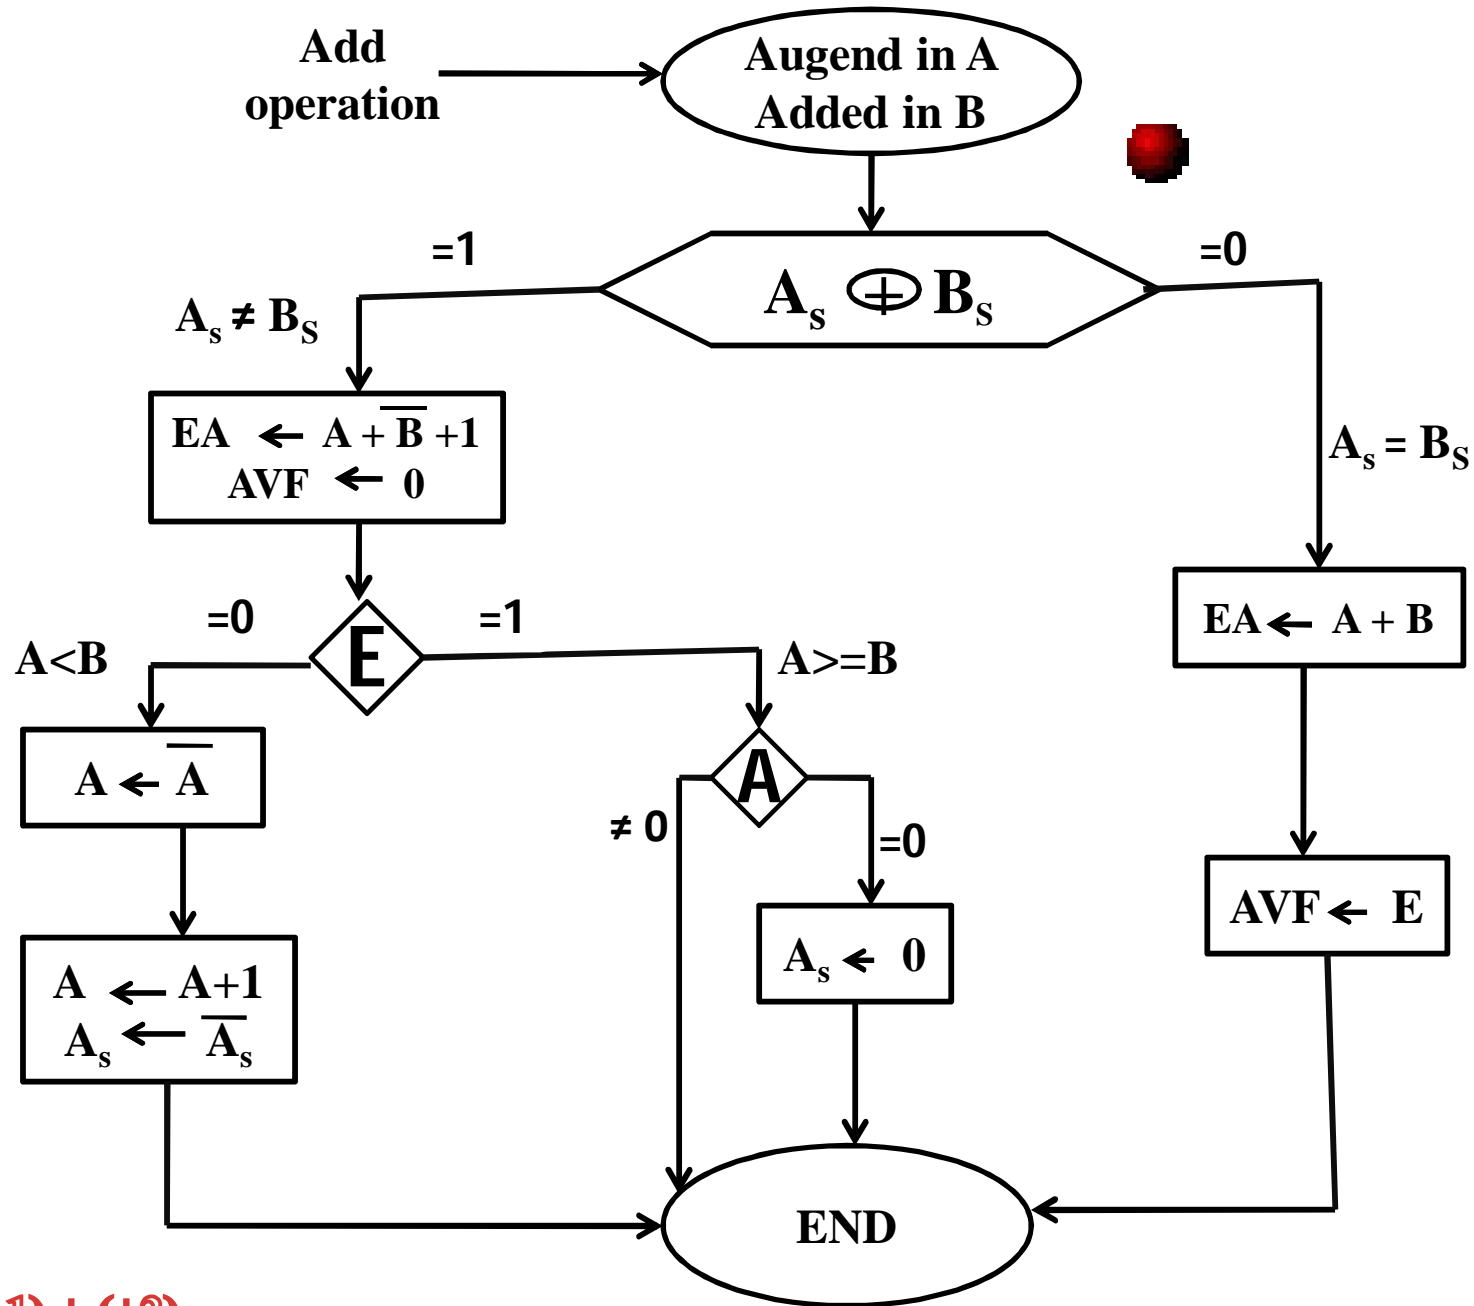 Add
operation
Augend in A
Added in B
=1
=0
Aₛ ⊕ Bₛ
Aₛ ≠ Bₛ
EA ← A + B̅ +1
AVF ← 0
Aₛ = Bₛ
=0
E
=1
A<B
A>=B
EA ← A + B
A ← A̅
A
≠ 0
=0
AVF ← E
Aₛ ← 0
A ← A+1
Aₛ ← A̅ₛ
END